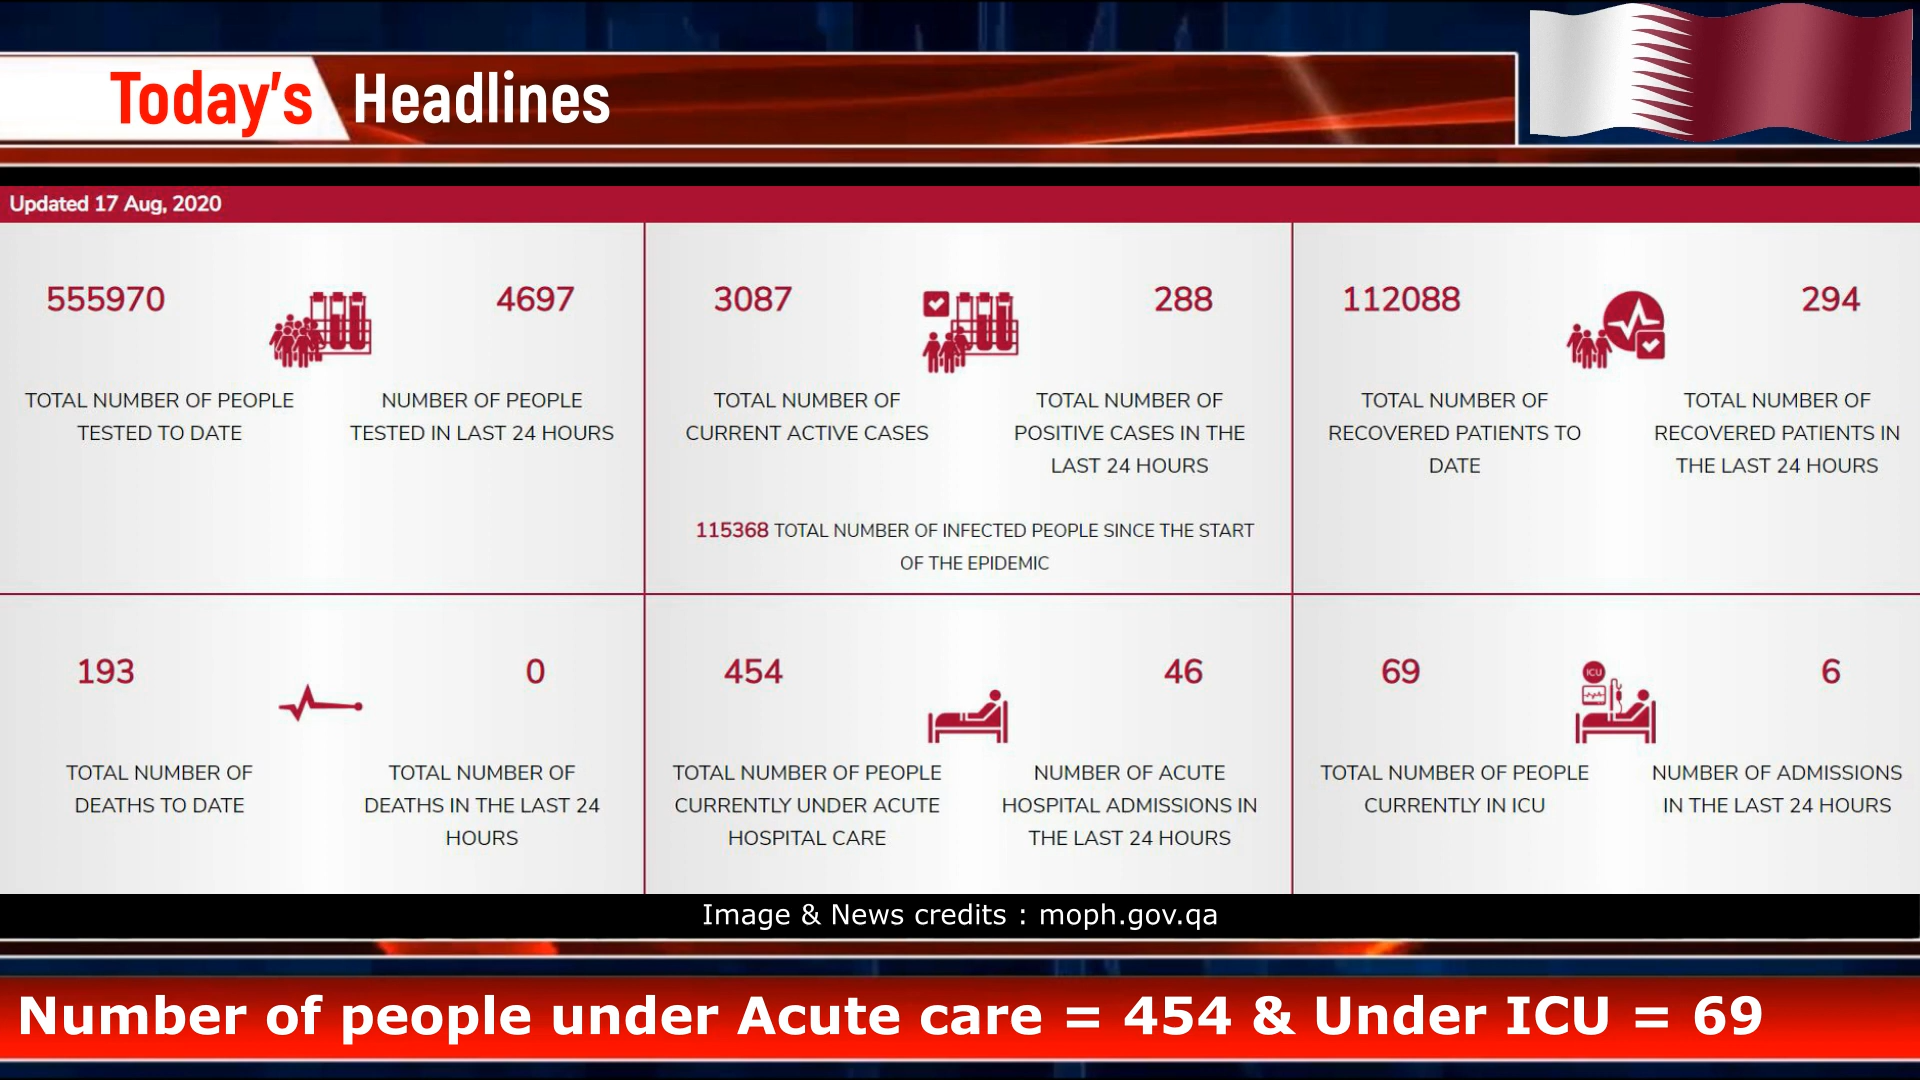 Today's Headlines
Updated 17 Aug, 2020
555970
4697
TOTAL NUMBER OF PEOPLE
TESTED TO DATE
NUMBER OF PEOPLE
TESTED IN LAST 24 HOURS
3087
288
TOTAL NUMBER OF
CURRENT ACTIVE CASES
TOTAL NUMBER OF
POSITIVE CASES IN THE
LAST 24 HOURS
115368 TOTAL NUMBER OF INFECTED PEOPLE SINCE THE START
OF THE EPIDEMIC
112088
294
TOTAL NUMBER OF
RECOVERED PATIENTS TO
DATE
TOTAL NUMBER OF
RECOVERED PATIENTS IN
THE LAST 24 HOURS
193
0
TOTAL NUMBER OF
DEATHS TO DATE
TOTAL NUMBER OF
DEATHS IN THE LAST 24
HOURS
454
46
TOTAL NUMBER OF PEOPLE
CURRENTLY UNDER ACUTE
HOSPITAL CARE
NUMBER OF ACUTE
HOSPITAL ADMISSIONS IN
THE LAST 24 HOURS
69
ICU
6
TOTAL NUMBER OF PEOPLE
CURRENTLY IN ICU
NUMBER OF ADMISSIONS
IN THE LAST 24 HOURS
Image & News credits : moph.gov.qa
Number of people under Acute care = 454 & Under ICU = 69